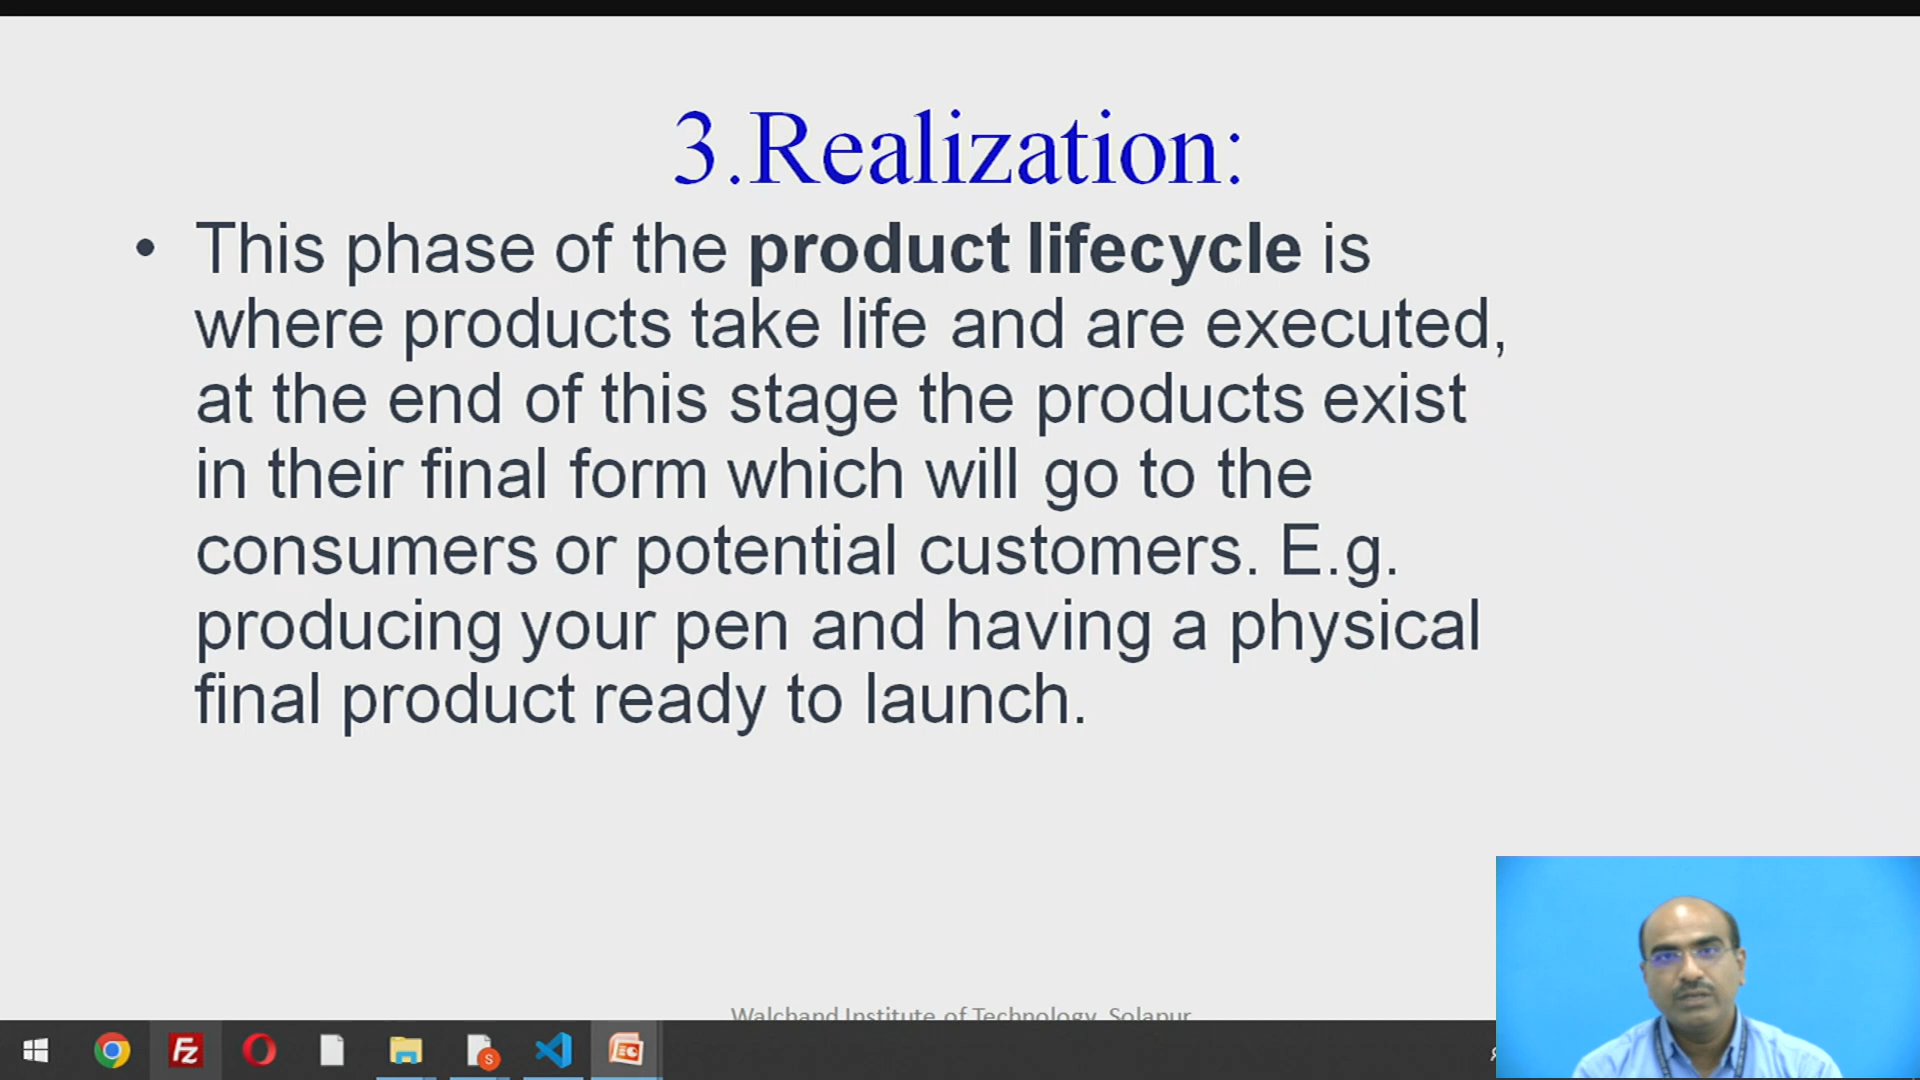 3.Realization:
• This phase of the product lifecycle is
where products take life and are executed,
at the end of this stage the products exist
in their final form which will go to the
consumers or potential customers. E.g.
producing your pen and having a physical
final product ready to launch.
Walchand Institute of Technology, Solapur